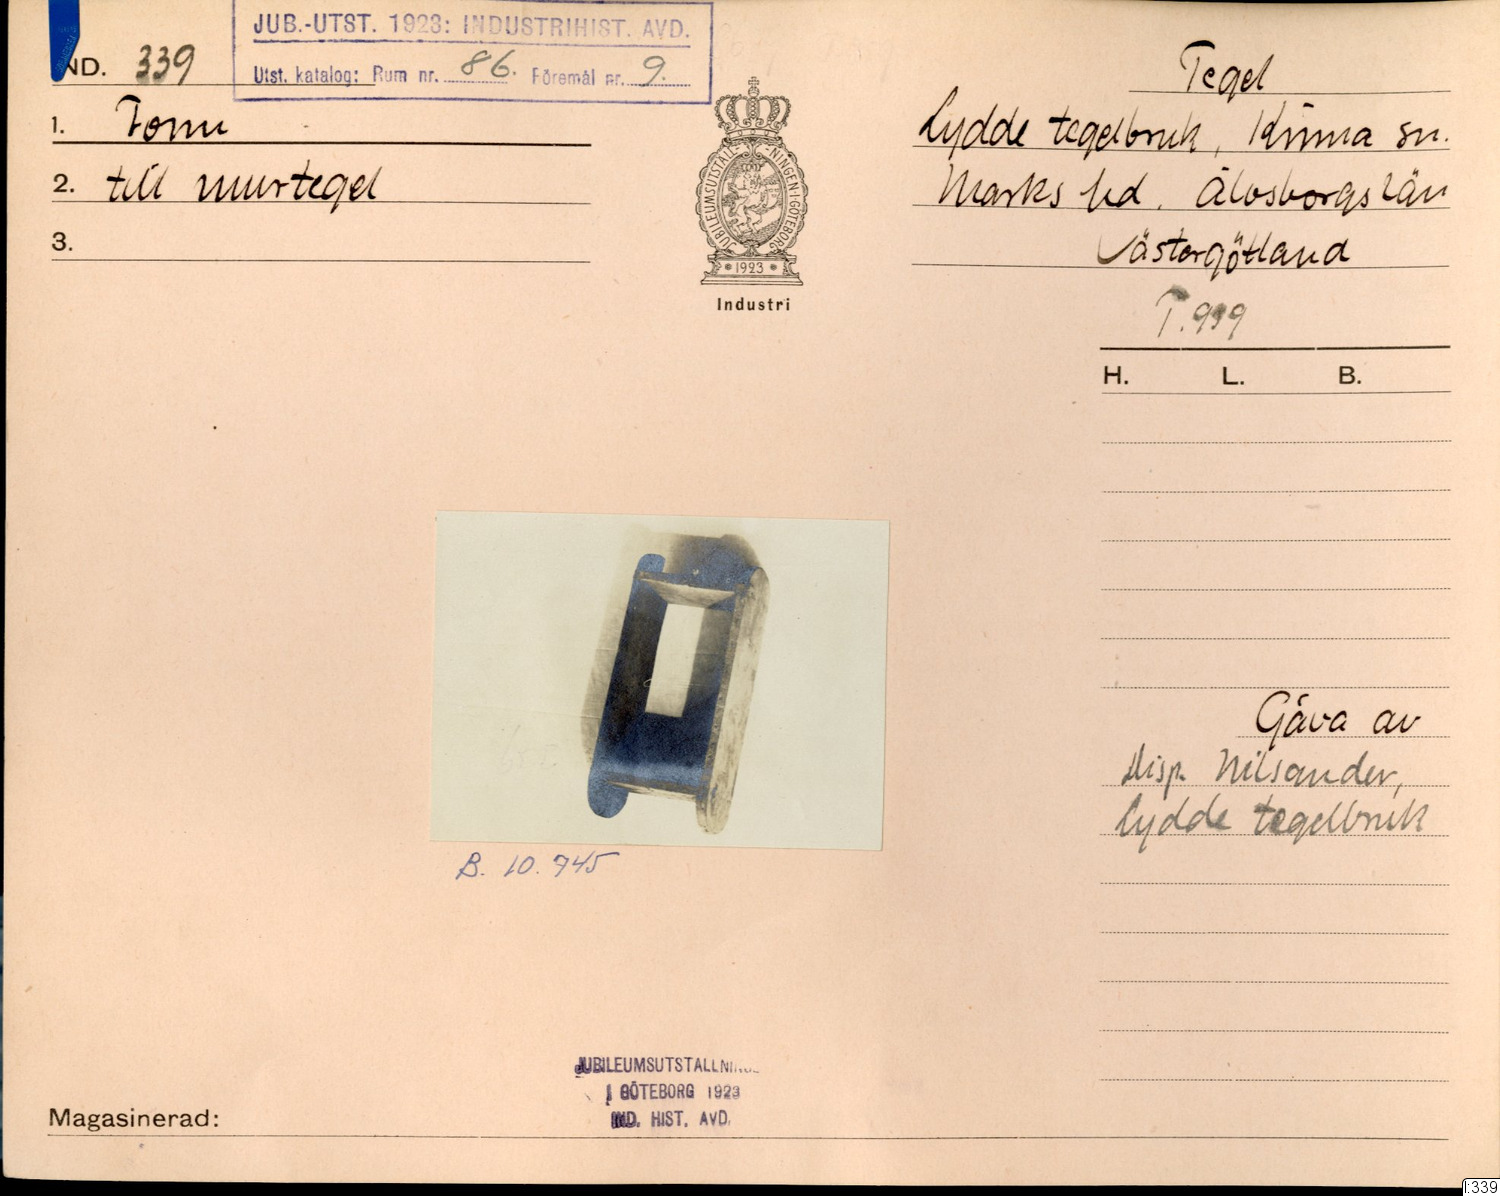 JUB.-UTST. 1923: INDUSTRIHIST. AVD.
Utst. katalog: Rum nr. 86. Föremål nr. 9.
IND. 339
1. Form
2. till murtegel
3.
JUBILEUMSUTSTÄLLNINGEN I GÖTEBORG
1923
Industri
Tegel
Lydde tegelbruk, Kinna sn.
Marks hd. Älvsborgs län
Västergötland
T. 939
H. L. B.
Gåva av
Disp. Nilsander,
Lydde tegelbruk
B. 10.745
JUBILEUMSUTSTÄLLNING
I GÖTEBORG 1923
IND. HIST. AVD.
Magasinerad:
I:339